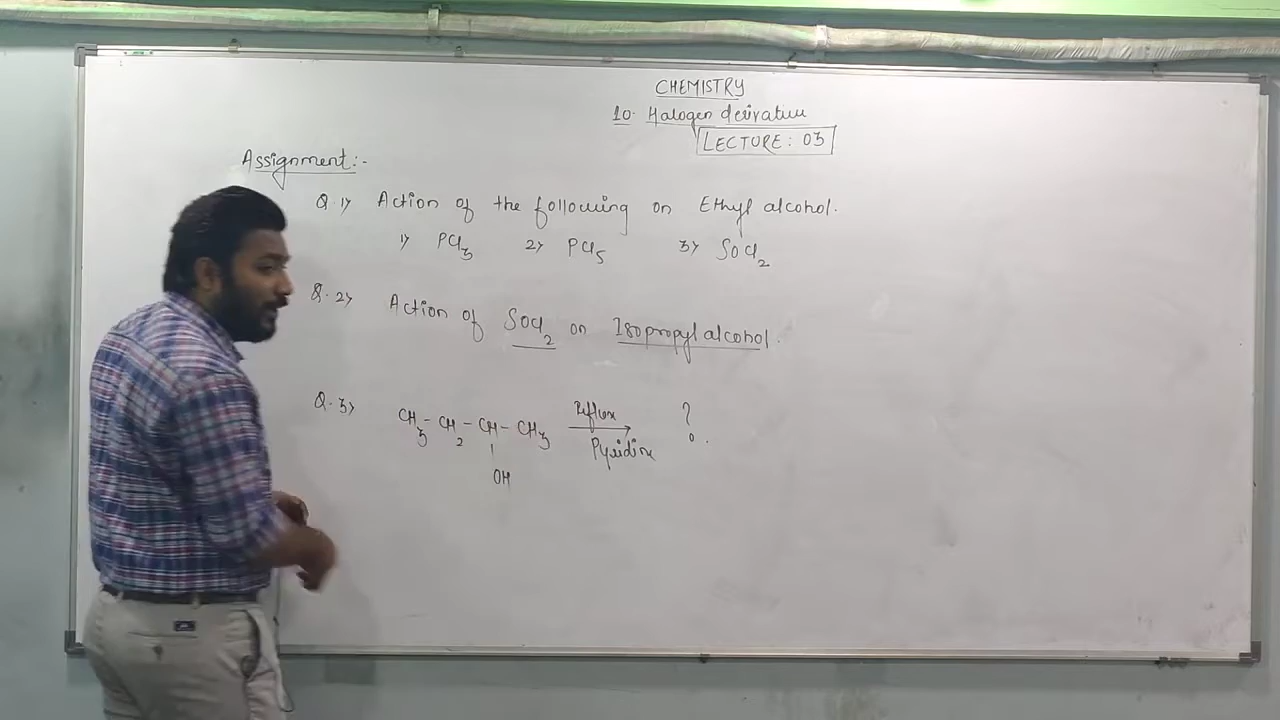 CHEMISTRY
10. Halogen derivative
LECTURE: 03
Assignment:-
Q.1) Action of the following on Ethyl alcohol.
1) PCl3 2) PCl5 3) SOCl2
Q.2) Action of SOCl2 on Isopropyl alcohol.
Q.3) CH3-CH2-CH-CH3 Reflux ?
Pyridine
OH